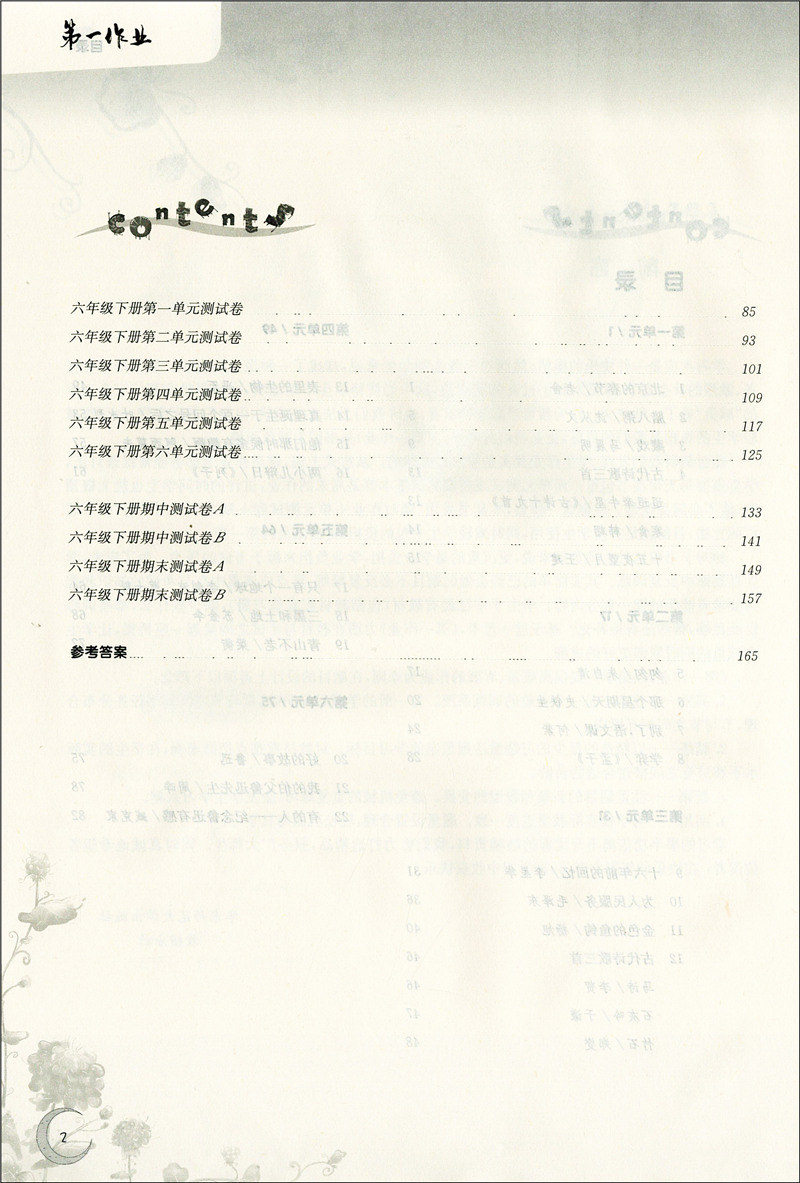 第一作业
contents
六年级下册第一单元测试卷 85
六年级下册第二单元测试卷 93
六年级下册第三单元测试卷 101
六年级下册第四单元测试卷 109
六年级下册第五单元测试卷 117
六年级下册第六单元测试卷 125
六年级下册期中测试卷A 133
六年级下册期中测试卷B 141
六年级下册期末测试卷A 149
六年级下册期末测试卷B 157
参考答案 165
2